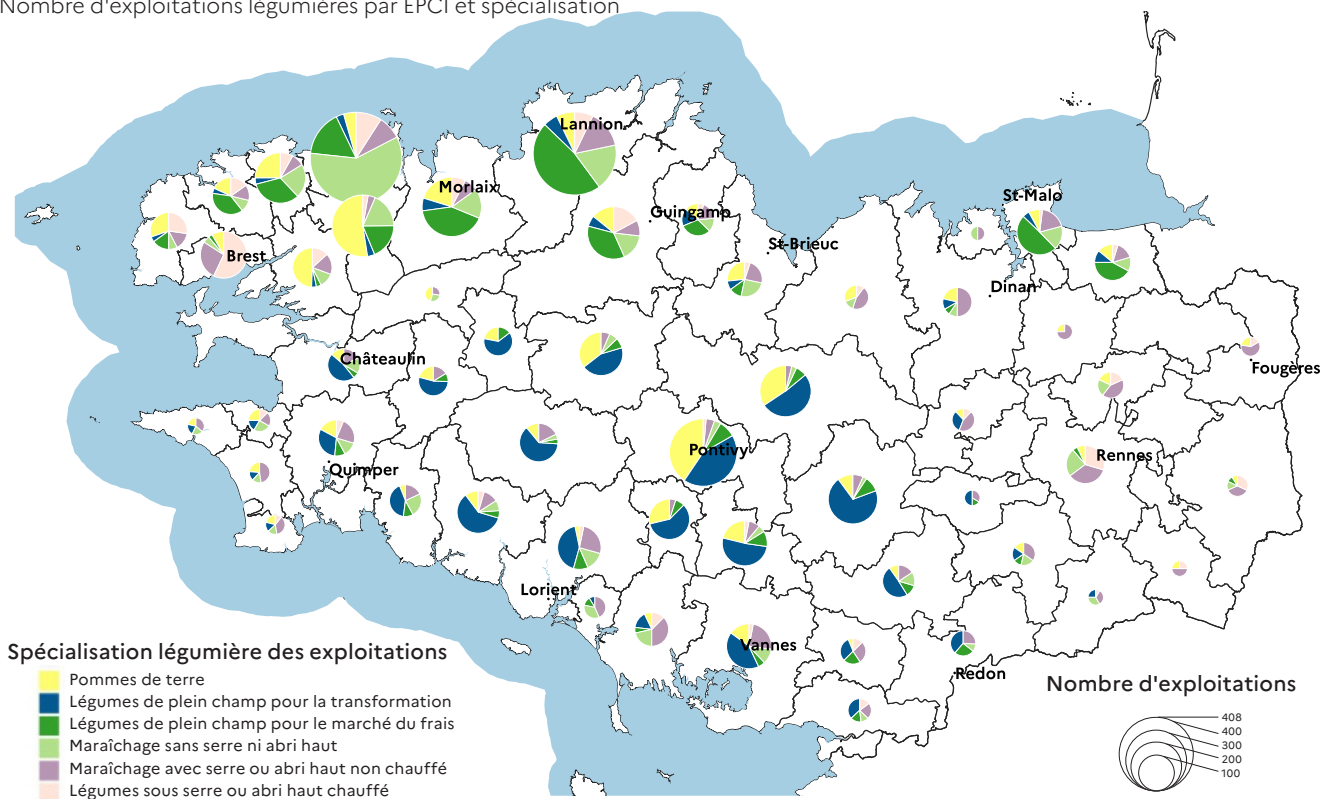 Nombre d'exploitations légumières par EPCI et spécialisation
Lannion
Morlaix
St-Malo
Guingamp
St-Brieuc
Brest
Dinan
Châteaulin
Fougères
Pontivy
Rennes
Quimper
Lorient
Vannes
Redon
Spécialisation légumière des exploitations
Pommes de terre
Légumes de plein champ pour la transformation
Légumes de plein champ pour le marché du frais
Maraîchage sans serre ni abri haut
Maraîchage avec serre ou abri haut non chauffé
Légumes sous serre ou abri haut chauffé
Nombre d'exploitations
408
400
300
200
100